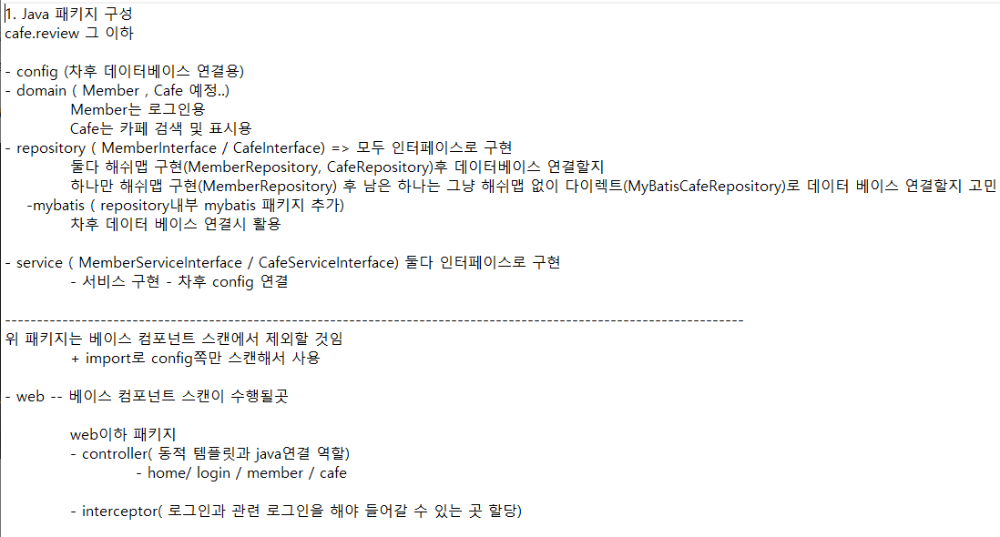 1. Java 패키지 구성
cafe.review 그 이하
- config (차후 데이터베이스 연결용)
- domain ( Member , Cafe 예정..)
Member는 로그인용
Cafe는 카페 검색 및 표시용
- repository ( MemberInterface / CafeInterface) => 모두 인터페이스로 구현
둘다 해쉬맵 구현(MemberRepository, CafeRepository)후 데이터베이스 연결할지
하나만 해쉬맵 구현(MemberRepository) 후 남은 하나는 그냥 해쉬맵 없이 다이렉트(MyBatisCafeRepository)로 데이터 베이스 연결할지 고민
-mybatis ( repository내부 mybatis 패키지 추가)
차후 데이터 베이스 연결시 활용
- service ( MemberServiceInterface / CafeServiceInterface) 둘다 인터페이스로 구현
- 서비스 구현 - 차후 config 연결
--------------------------------------------------------------------------------------------------------------------
위 패키지는 베이스 컴포넌트 스캔에서 제외할 것임
+ import로 config쪽만 스캔해서 사용
- web -- 베이스 컴포넌트 스캔이 수행될곳
web이하 패키지
- controller( 동적 템플릿과 java연결 역할)
- home/ login / member / cafe
- interceptor( 로그인과 관련 로그인을 해야 들어갈 수 있는 곳 할당)